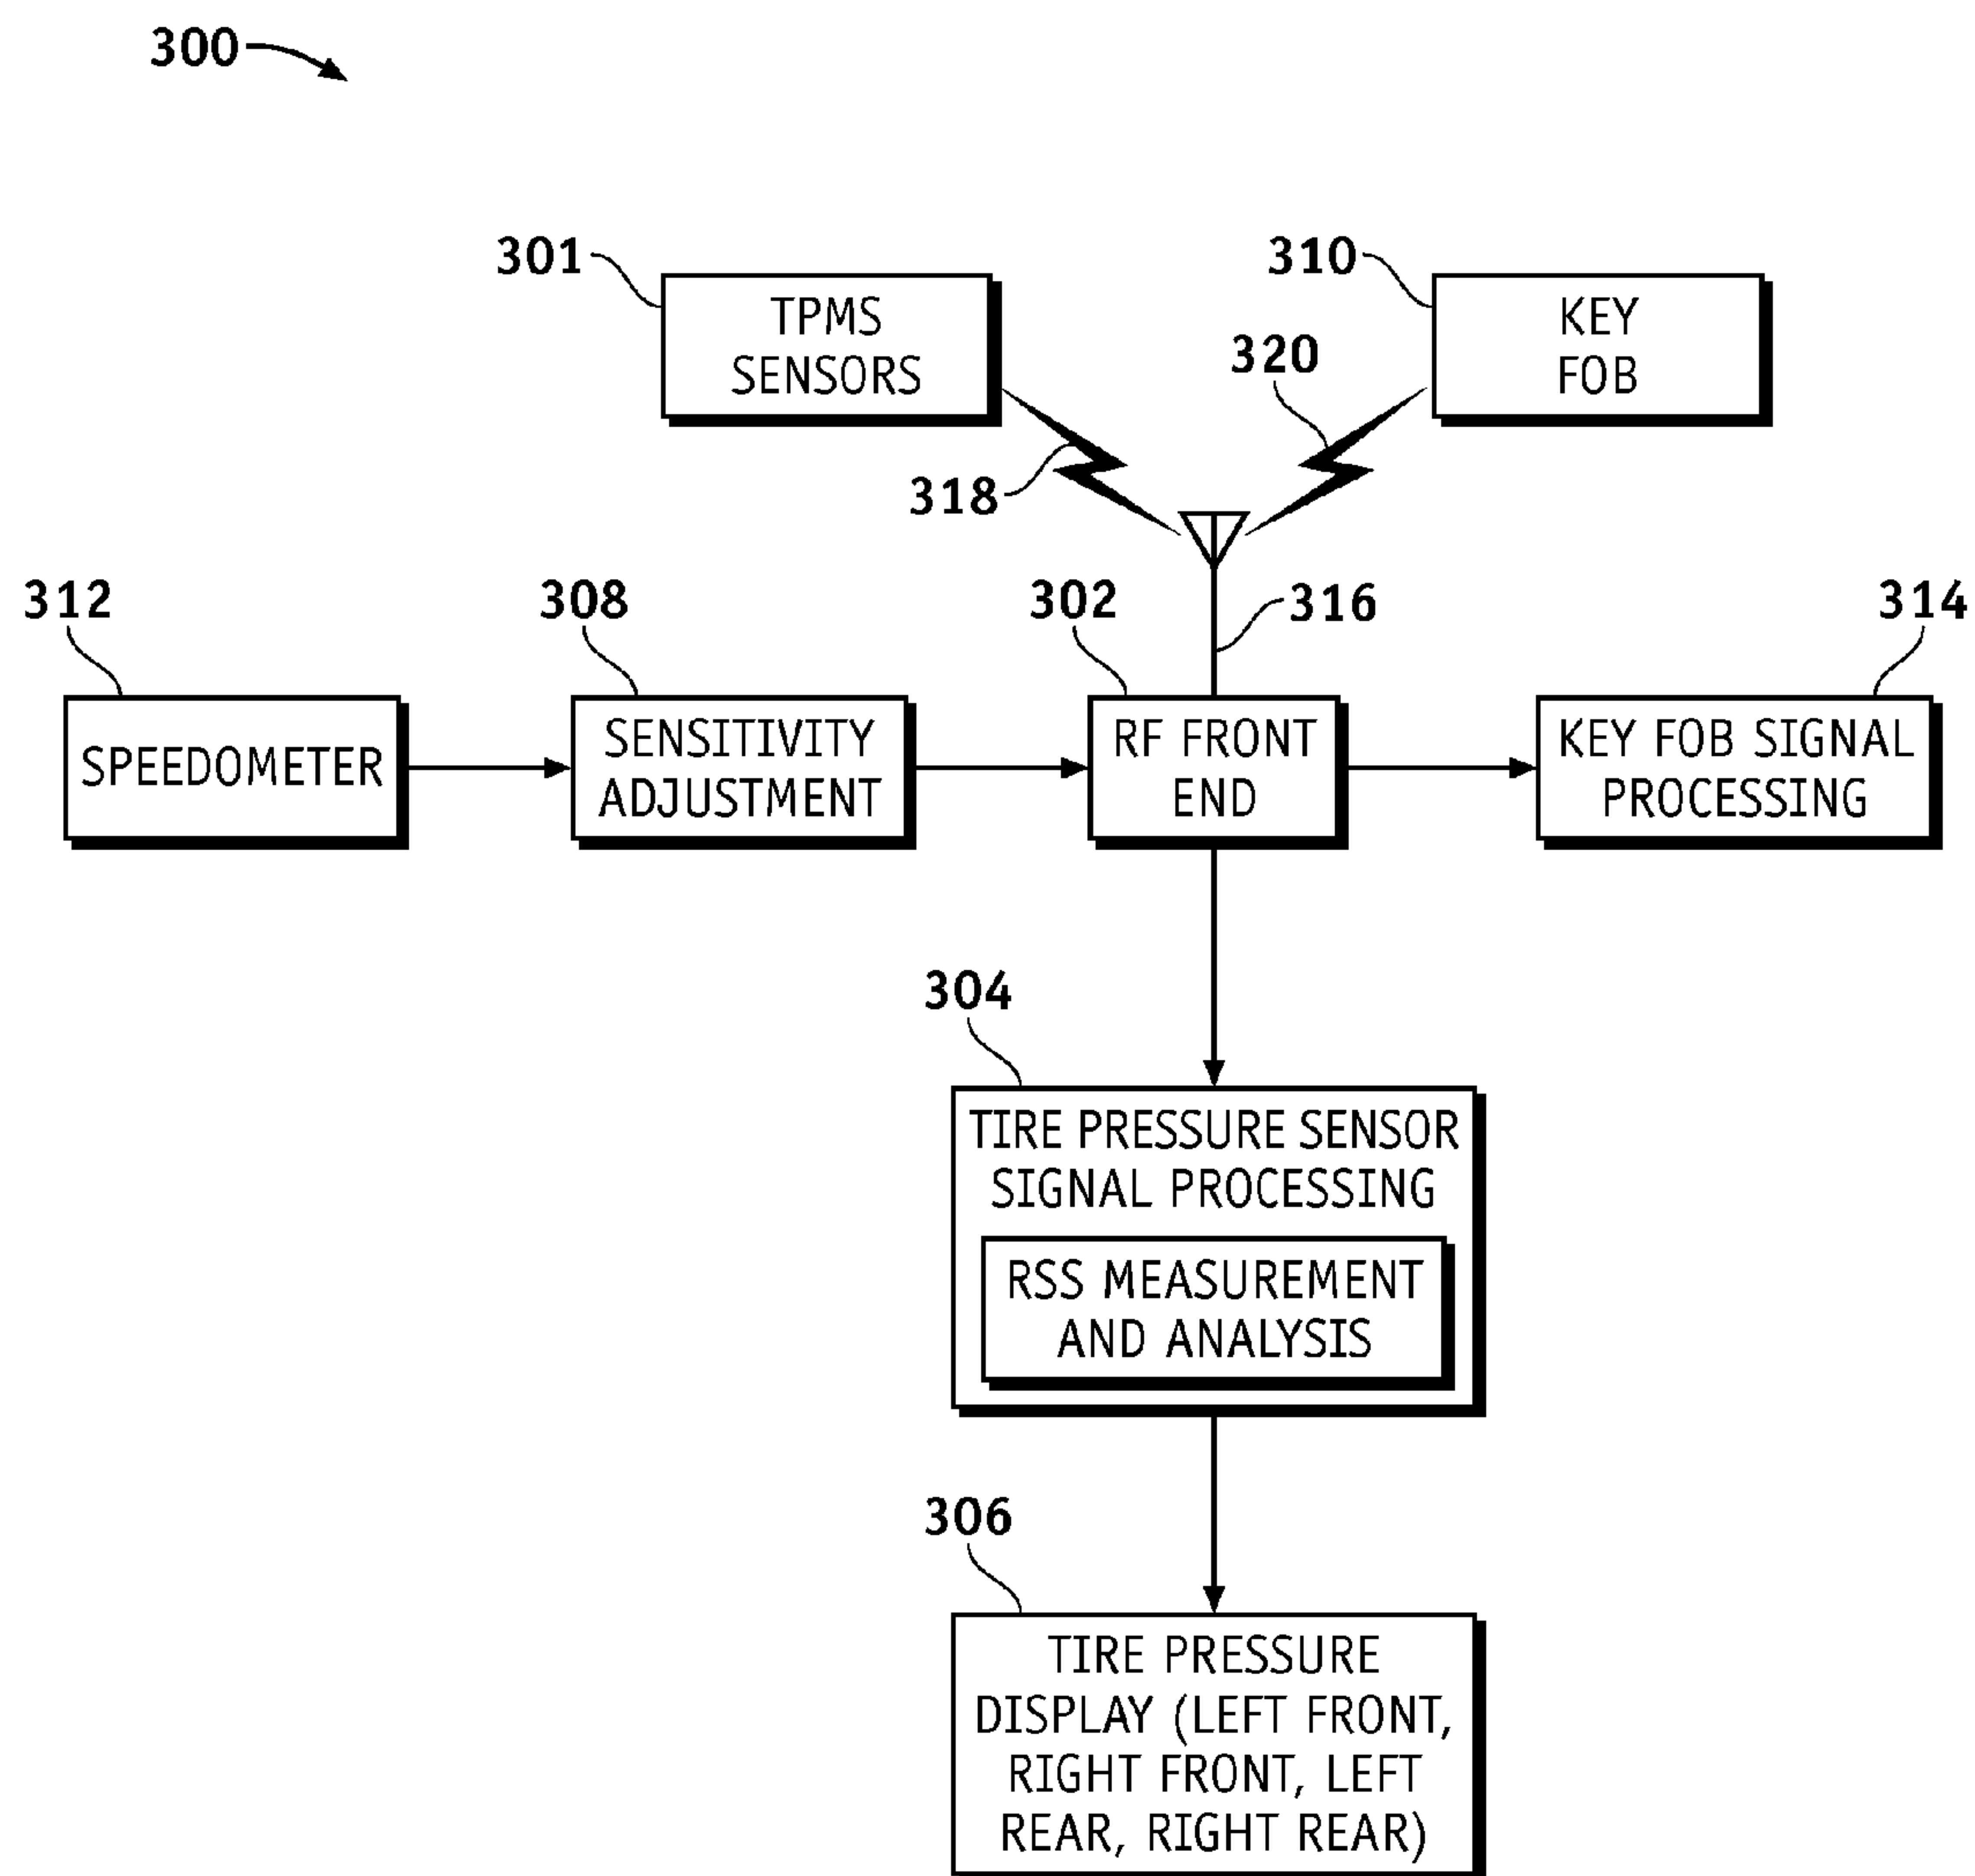 300
301
TPMS
SENSORS
310
KEY
FOB
320
318
312
308
302
316
314
SPEEDOMETER
SENSITIVITY
ADJUSTMENT
RF FRONT
END
KEY FOB SIGNAL
PROCESSING
304
TIRE PRESSURE SENSOR
SIGNAL PROCESSING
RSS MEASUREMENT
AND ANALYSIS
306
TIRE PRESSURE
DISPLAY (LEFT FRONT,
RIGHT FRONT, LEFT
REAR, RIGHT REAR)